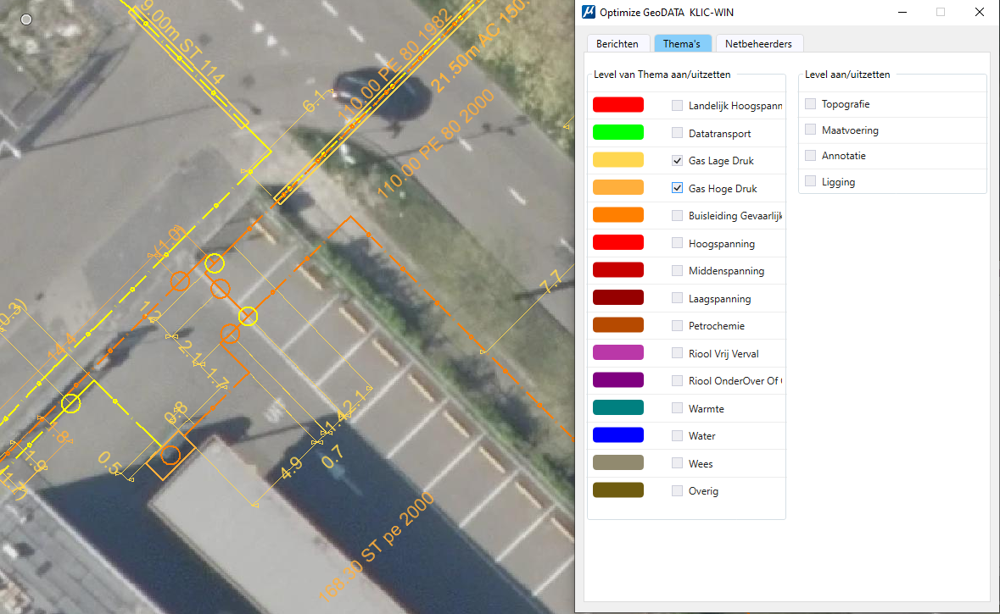 Optimize GeoDATA KLIC-WIN
Berichten
Thema's
Netbeheerders
Level van Thema aan/uitzetten
Landelijk Hoogspann
Datatransport
Gas Lage Druk
Gas Hoge Druk
Buisleiding Gevaarlijk
Hoogspanning
Middenspanning
Laagspanning
Petrochemie
Riool Vrij Verval
Riool OnderOver Of
Warmte
Water
Wees
Overig
Level aan/uitzetten
Topografie
Maatvoering
Annotatie
Ligging
9.00m ST 114
110.00 PE 80 1982
21.50m AC 150.
110.00 PE 80 2000
6.1
7.7
(1.0)
1.2
0.3)
14.4
2.1
1.7
0.8
1.8
1.9
1.7)
0.5
4.9
0.7
1.4
2.1
168.30 ST pe 2000